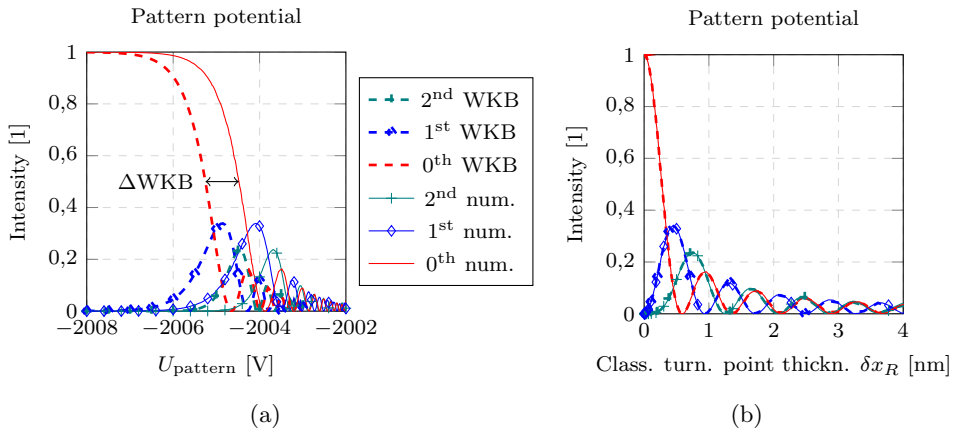 Pattern potential
1
0,8
0,6
0,4
0,2
0
Intensity [1]
ΔWKB
−2008
−2006
−2004
−2002
U_pattern [V]
(a)
2nd WKB
1st WKB
0th WKB
2nd num.
1st num.
0th num.
Pattern potential
1
0,8
0,6
0,4
0,2
0
Intensity [1]
0
1
2
3
4
Class. turn. point thickn. δx_R [nm]
(b)